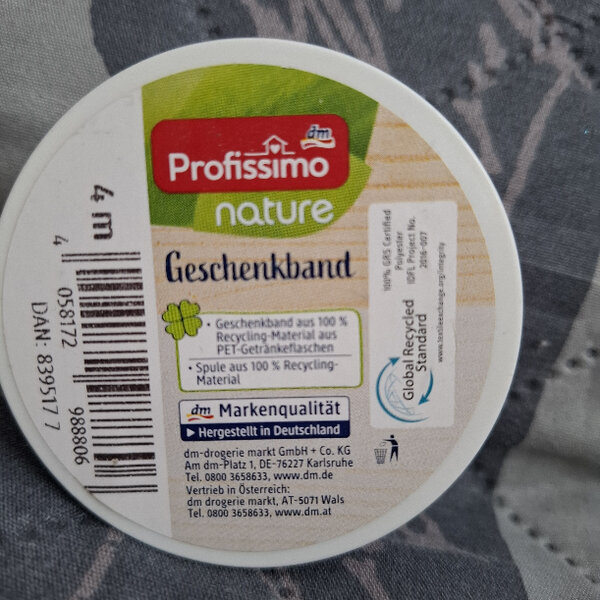 dm
Profissimo
nature
Geschenkband
• Geschenkband aus 100 %
Recycling-Material aus
PET-Getränkeflaschen
• Spule aus 100 % Recycling-
Material
dm Markenqualität
Hergestellt in Deutschland
dm-drogerie markt GmbH + Co. KG
Am dm-Platz 1, DE-76227 Karlsruhe
Tel. 0800 3658633, www.dm.de
Vertrieb in Österreich:
dm drogerie markt, AT-5071 Wals
Tel. 0800 3658633, www.dm.at
4 m
4 058172 988806
DAN: 839517 7
100% GRS Certified
Polyester
IDFL Project No.
2016-007
Global Recycled
Standard
www.textileexchange.org/integrity